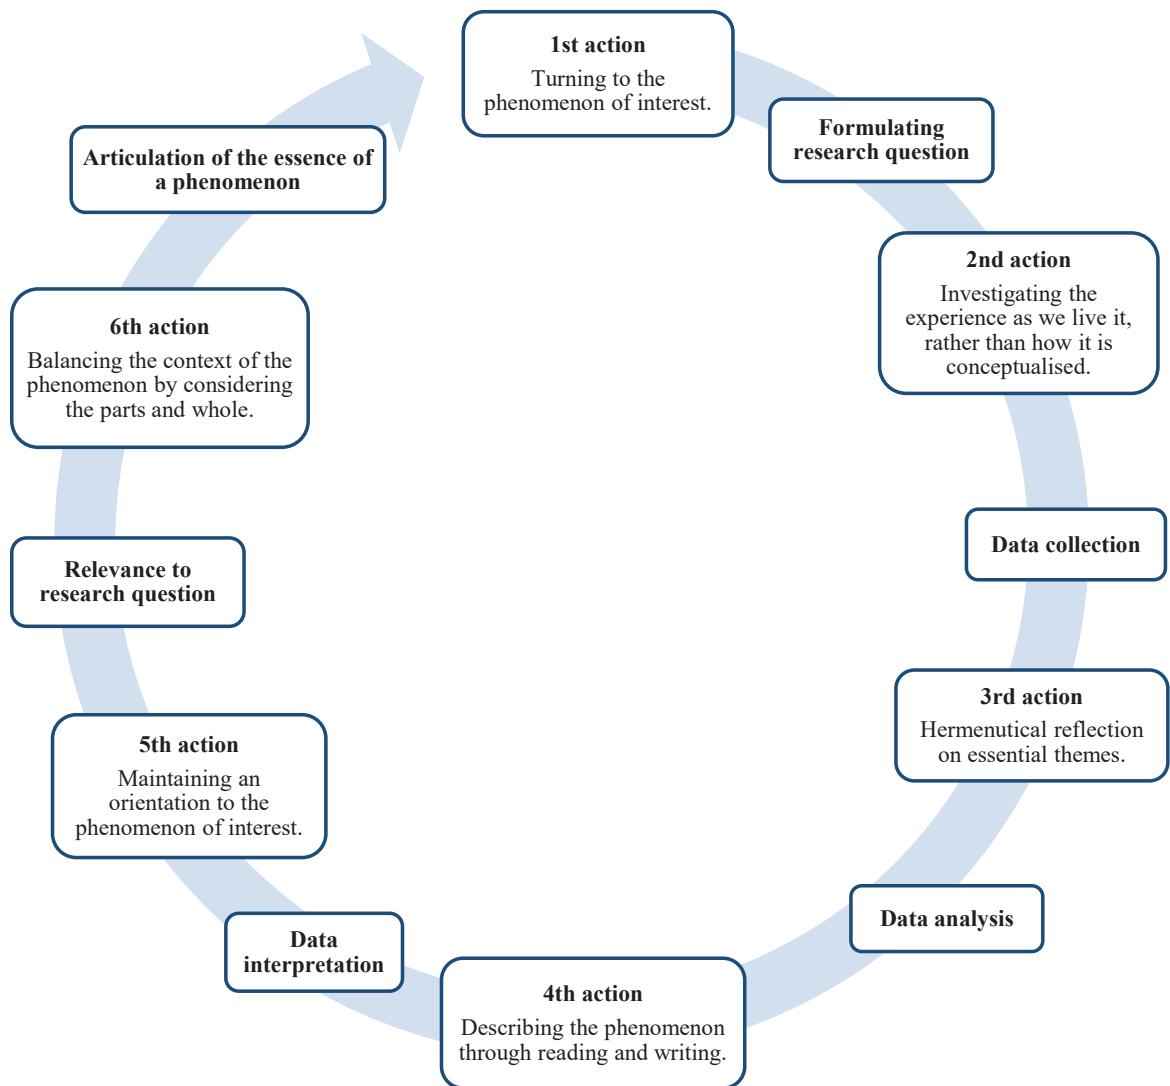 1st action
Turning to the
phenomenon of interest.
Formulating
research question
2nd action
Investigating the
experience as we live it,
rather than how it is
conceptualised.
Data collection
3rd action
Hermenutical reflection
on essential themes.
Data analysis
4th action
Describing the phenomenon
through reading and writing.
Data
interpretation
5th action
Maintaining an
orientation to the
phenomenon of interest.
Relevance to
research question
6th action
Balancing the context of the
phenomenon by considering
the parts and whole.
Articulation of the essence of
a phenomenon